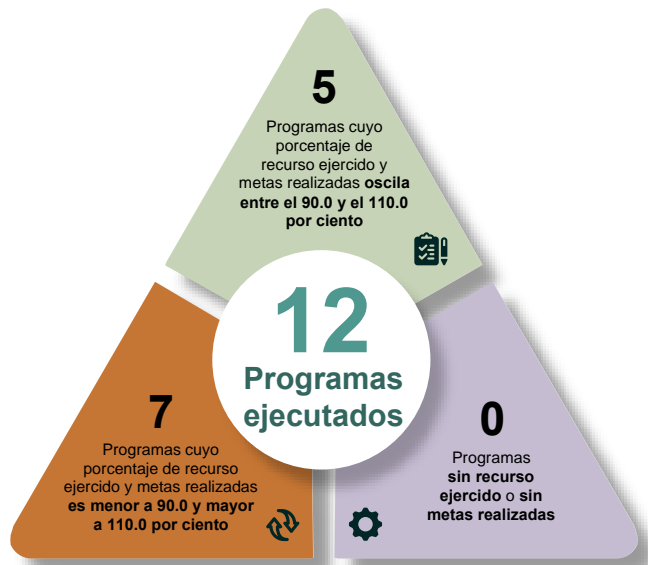 5
Programas cuyo
porcentaje de
recurso ejercido y
metas realizadas oscila
entre el 90.0 y el 110.0
por ciento
12
Programas
ejecutados
7
Programas cuyo
porcentaje de recurso
ejercido y metas realizadas
es menor a 90.0 y mayor
a 110.0 por ciento
0
Programas
sin recurso
ejercido o sin
metas realizadas